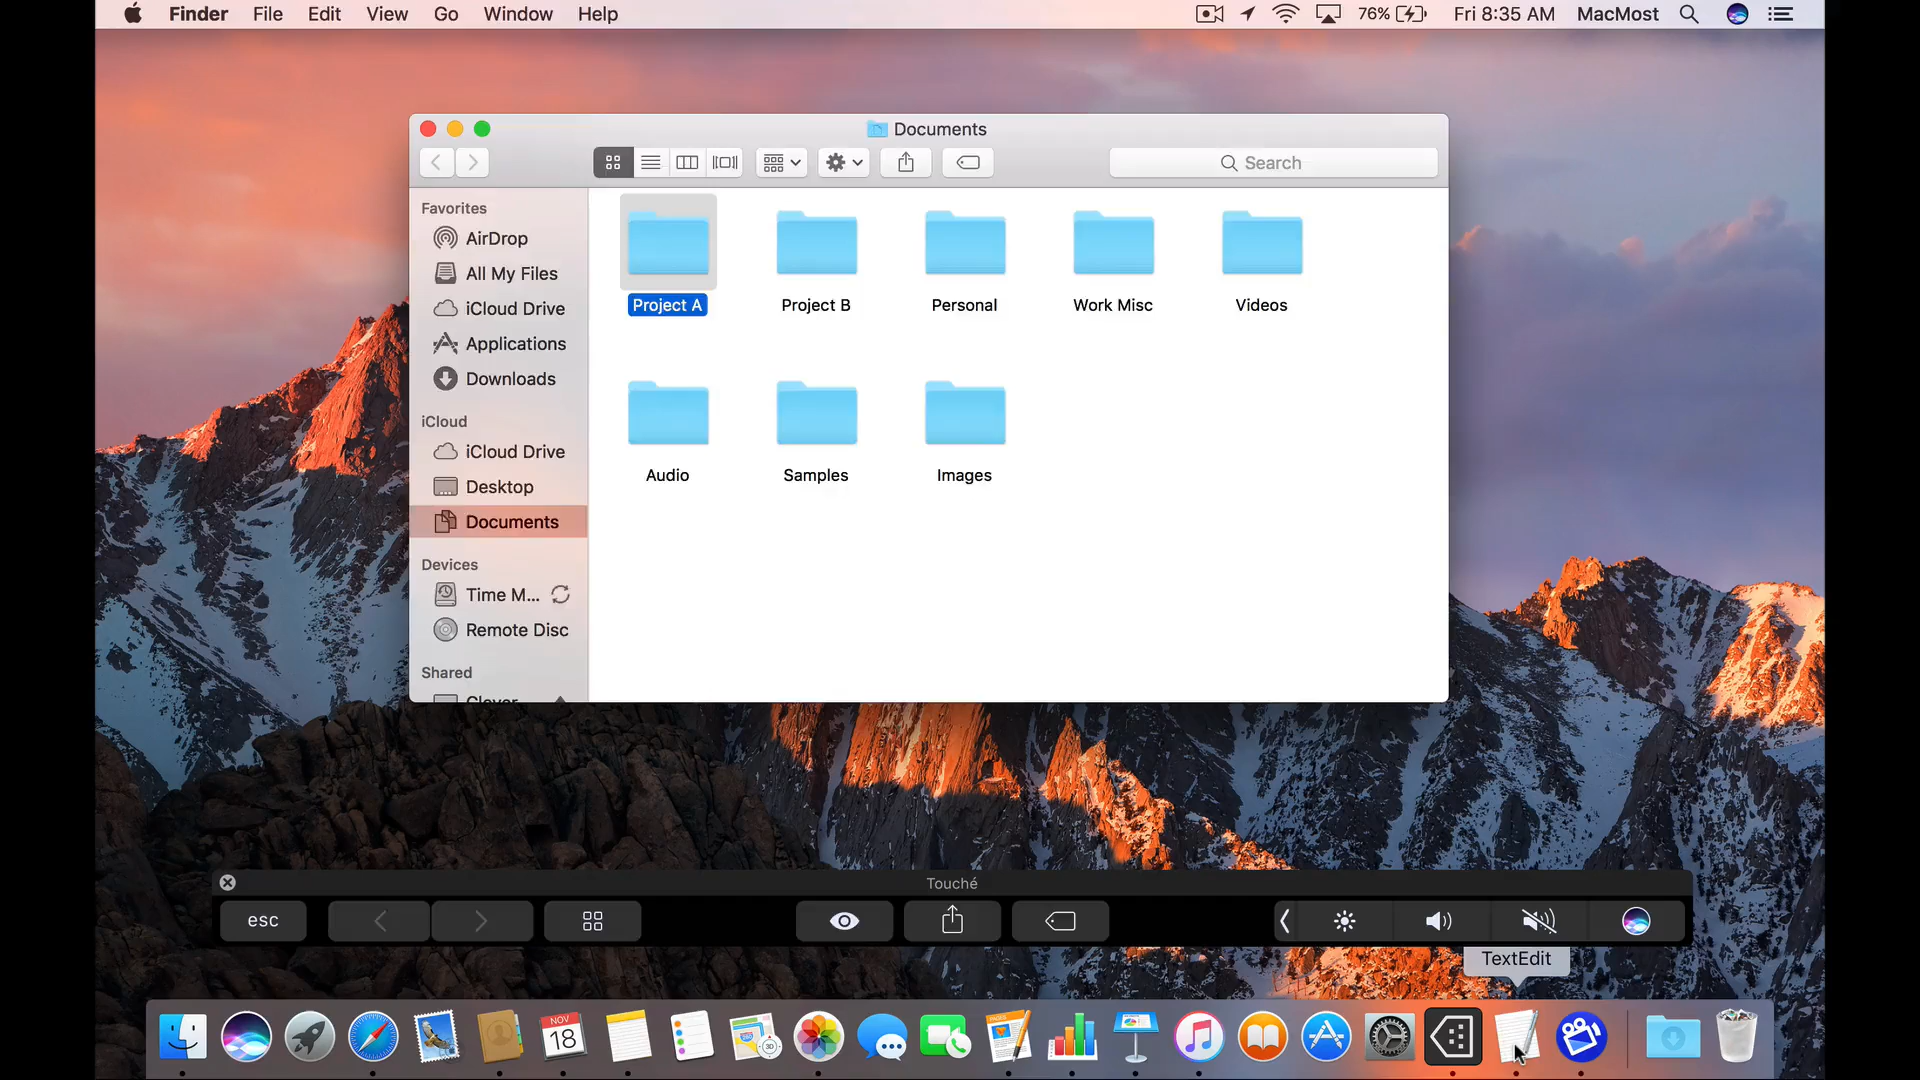 Finder File Edit View Go Window Help 76% Fri 8:35 AM MacMost
Documents
Search
Favorites
AirDrop
All My Files
iCloud Drive
Applications
Downloads
iCloud
iCloud Drive
Desktop
Documents
Devices
Time M...
Remote Disc
Shared
Clover
Project A Project B Personal Work Misc Videos
Audio Samples Images
Touché
esc
TextEdit
NOV
18
3D